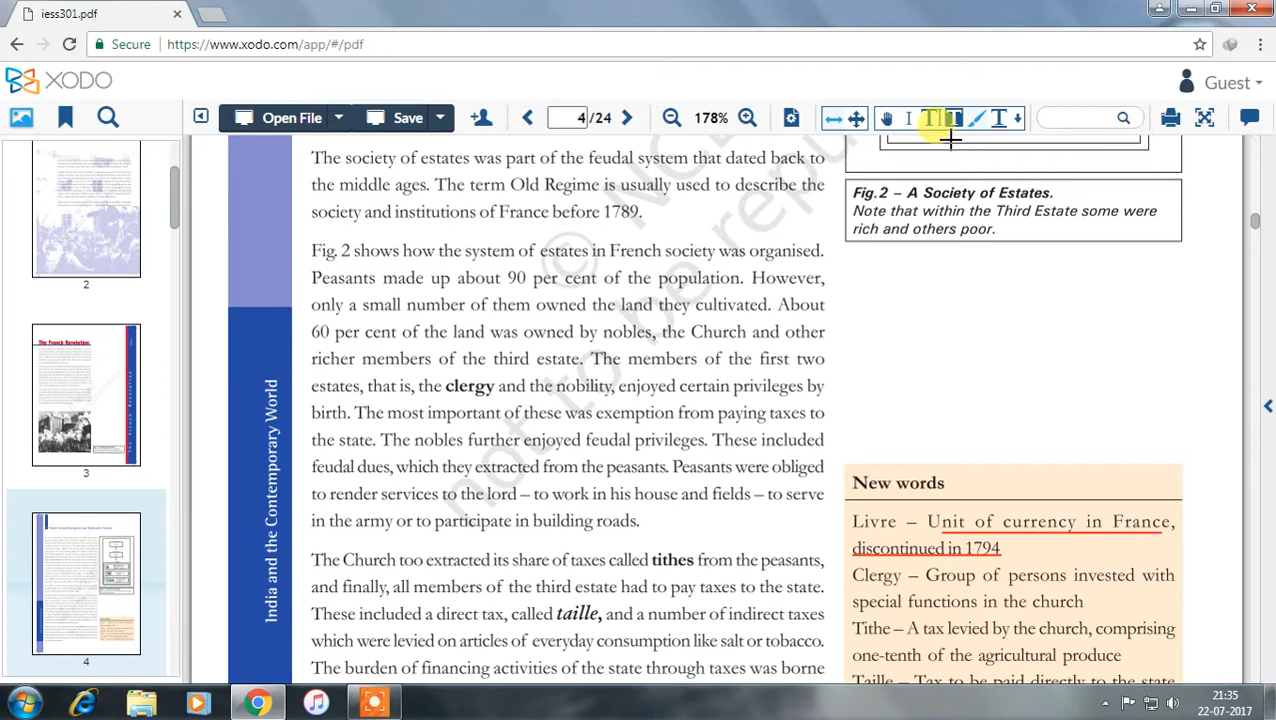 iess301.pdf
Secure
https://www.xodo.com/app/#/pdf
XODO
Guest
Open File
Save
4 /24
178%
The society of estates was part of the feudal system that dated back to
the middle ages. The term Old Regime is usually used to describe the
society and institutions of France before 1789.
Fig. 2 shows how the system of estates in French society was organised.
Peasants made up about 90 per cent of the population. However,
only a small number of them owned the land they cultivated. About
60 per cent of the land was owned by nobles, the Church and other
richer members of the third estate. The members of the first two
estates, that is, the clergy and the nobility, enjoyed certain privileges by
birth. The most important of these was exemption from paying taxes to
the state. The nobles further enjoyed feudal privileges. These included
feudal dues, which they extracted from the peasants. Peasants were obliged
to render services to the lord – to work in his house and fields – to serve
in the army or to participate in building roads.
The Church too extracted its share of taxes called tithes from the peasants,
and finally, all members of the third estate had to pay taxes to the state.
These included a direct tax, called taille, and a number of indirect taxes
which were levied on articles of everyday consumption like salt or tobacco.
The burden of financing activities of the state through taxes was borne
Fig.2 – A Society of Estates.
Note that within the Third Estate some were
rich and others poor.
New words
Livre – Unit of currency in France,
discontinued in 1794
Clergy – Group of persons invested with
special functions in the church
Tithe – A tax levied by the church, comprising
one-tenth of the agricultural produce
Taille – Tax to be paid directly to the state
India and the Contemporary World
not to be
2
The French Revolution
3
4
21:35
22-07-2017